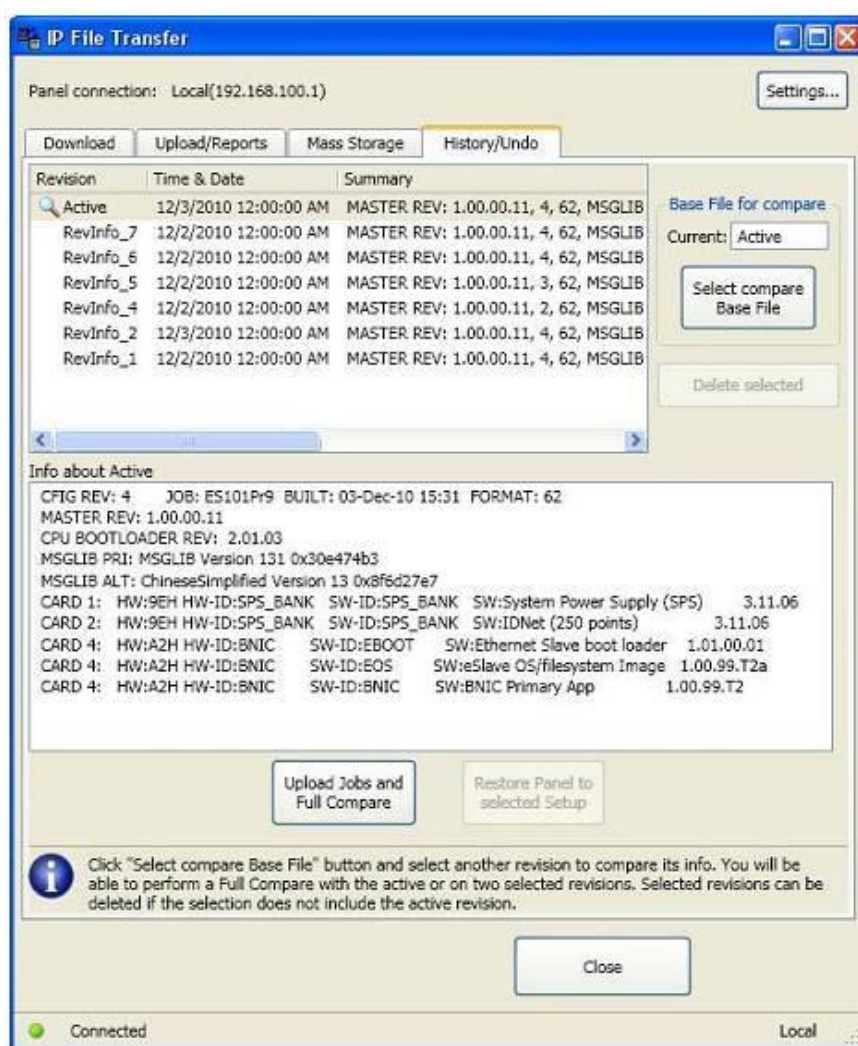 IP File Transfer
Panel connection: Local(192.168.100.1)
Settings...
Download Upload/Reports Mass Storage History/Undo
Revision Time & Date Summary
Active 12/3/2010 12:00:00 AM MASTER REV: 1.00.00.11, 4, 62, MSGLIB
RevInfo_7 12/2/2010 12:00:00 AM MASTER REV: 1.00.00.11, 4, 62, MSGLIB
RevInfo_6 12/2/2010 12:00:00 AM MASTER REV: 1.00.00.11, 4, 62, MSGLIB
RevInfo_5 12/2/2010 12:00:00 AM MASTER REV: 1.00.00.11, 3, 62, MSGLIB
RevInfo_4 12/2/2010 12:00:00 AM MASTER REV: 1.00.00.11, 2, 62, MSGLIB
RevInfo_2 12/3/2010 12:00:00 AM MASTER REV: 1.00.00.11, 4, 62, MSGLIB
RevInfo_1 12/2/2010 12:00:00 AM MASTER REV: 1.00.00.11, 4, 62, MSGLIB
Base File for compare
Current: Active
Select compare
Base File
Delete selected
Info about Active
CFIG REV: 4 JOB: ES101Pr9 BUILT: 03-Dec-10 15:31 FORMAT: 62
MASTER REV: 1.00.00.11
CPU BOOTLOADER REV: 2.01.03
MSGLIB PRI: MSGLIB Version 131 0x30e474b3
MSGLIB ALT: ChineseSimplified Version 13 0x8f6d27e7
CARD 1: HW:9EH HW-ID:SPS_BANK SW-ID:SPS_BANK SW:System Power Supply (SPS) 3.11.06
CARD 2: HW:9EH HW-ID:SPS_BANK SW-ID:SPS_BANK SW:IDNet (250 points) 3.11.06
CARD 4: HW:A2H HW-ID:BNIC SW-ID:EBOOT SW:Ethernet Slave boot loader 1.01.00.01
CARD 4: HW:A2H HW-ID:BNIC SW-ID:EOS SW:eSlave OS/filesystem Image 1.00.99.T2a
CARD 4: HW:A2H HW-ID:BNIC SW-ID:BNIC SW:BNIC Primary App 1.00.99.T2
Upload Jobs and
Full Compare
Restore Panel to
selected Setup
Click "Select compare Base File" button and select another revision to compare its info. You will be
able to perform a Full Compare with the active or on two selected revisions. Selected revisions can be
deleted if the selection does not include the active revision.
Close
Connected Local